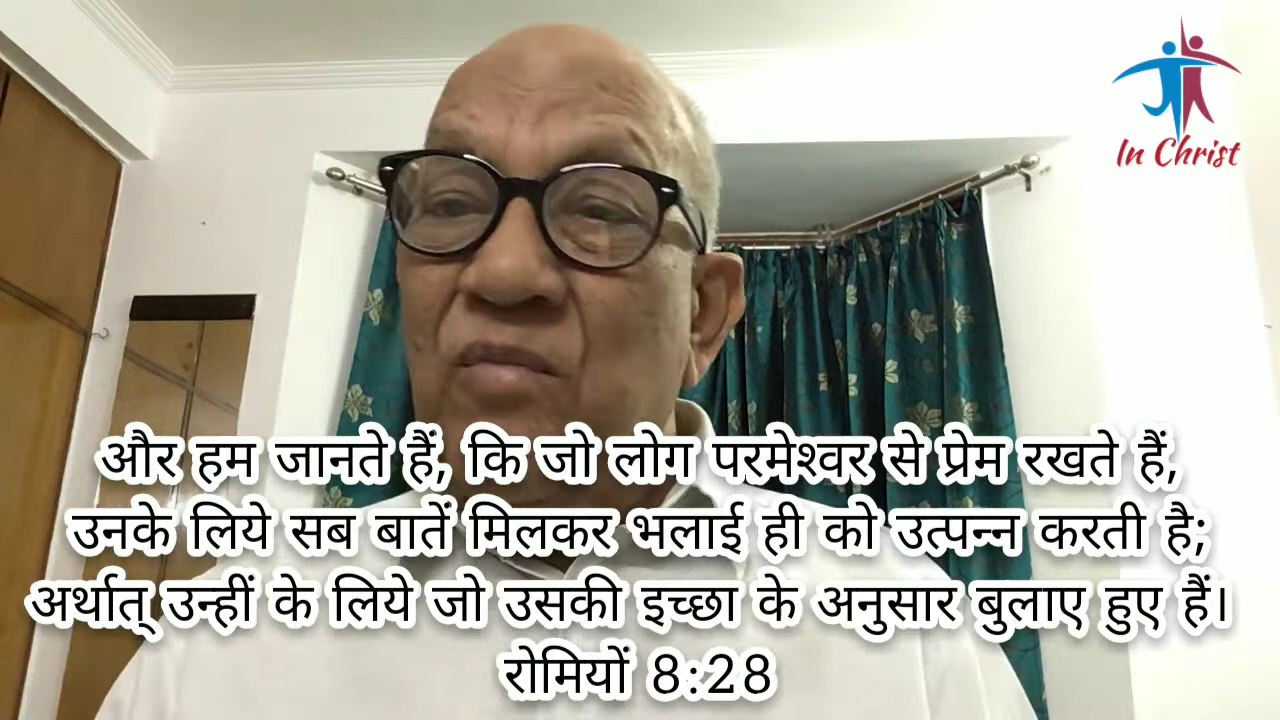 In Christ
और हम जानते हैं, कि जो लोग परमेश्वर से प्रेम रखते हैं,
उनके लिये सब बातें मिलकर भलाई ही को उत्पन्न करती है;
अर्थात् उन्हीं के लिये जो उसकी इच्छा के अनुसार बुलाए हुए हैं।
रोमियों 8:28